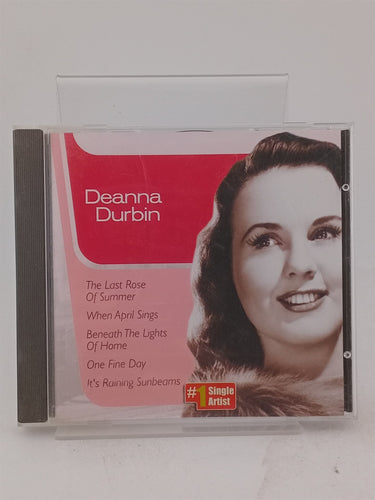 Deanna
Durbin
The Last Rose
Of Summer
When April Sings
Beneath The Lights
Of Home
One Fine Day
It's Raining Sunbeams
#1 Single
Artist